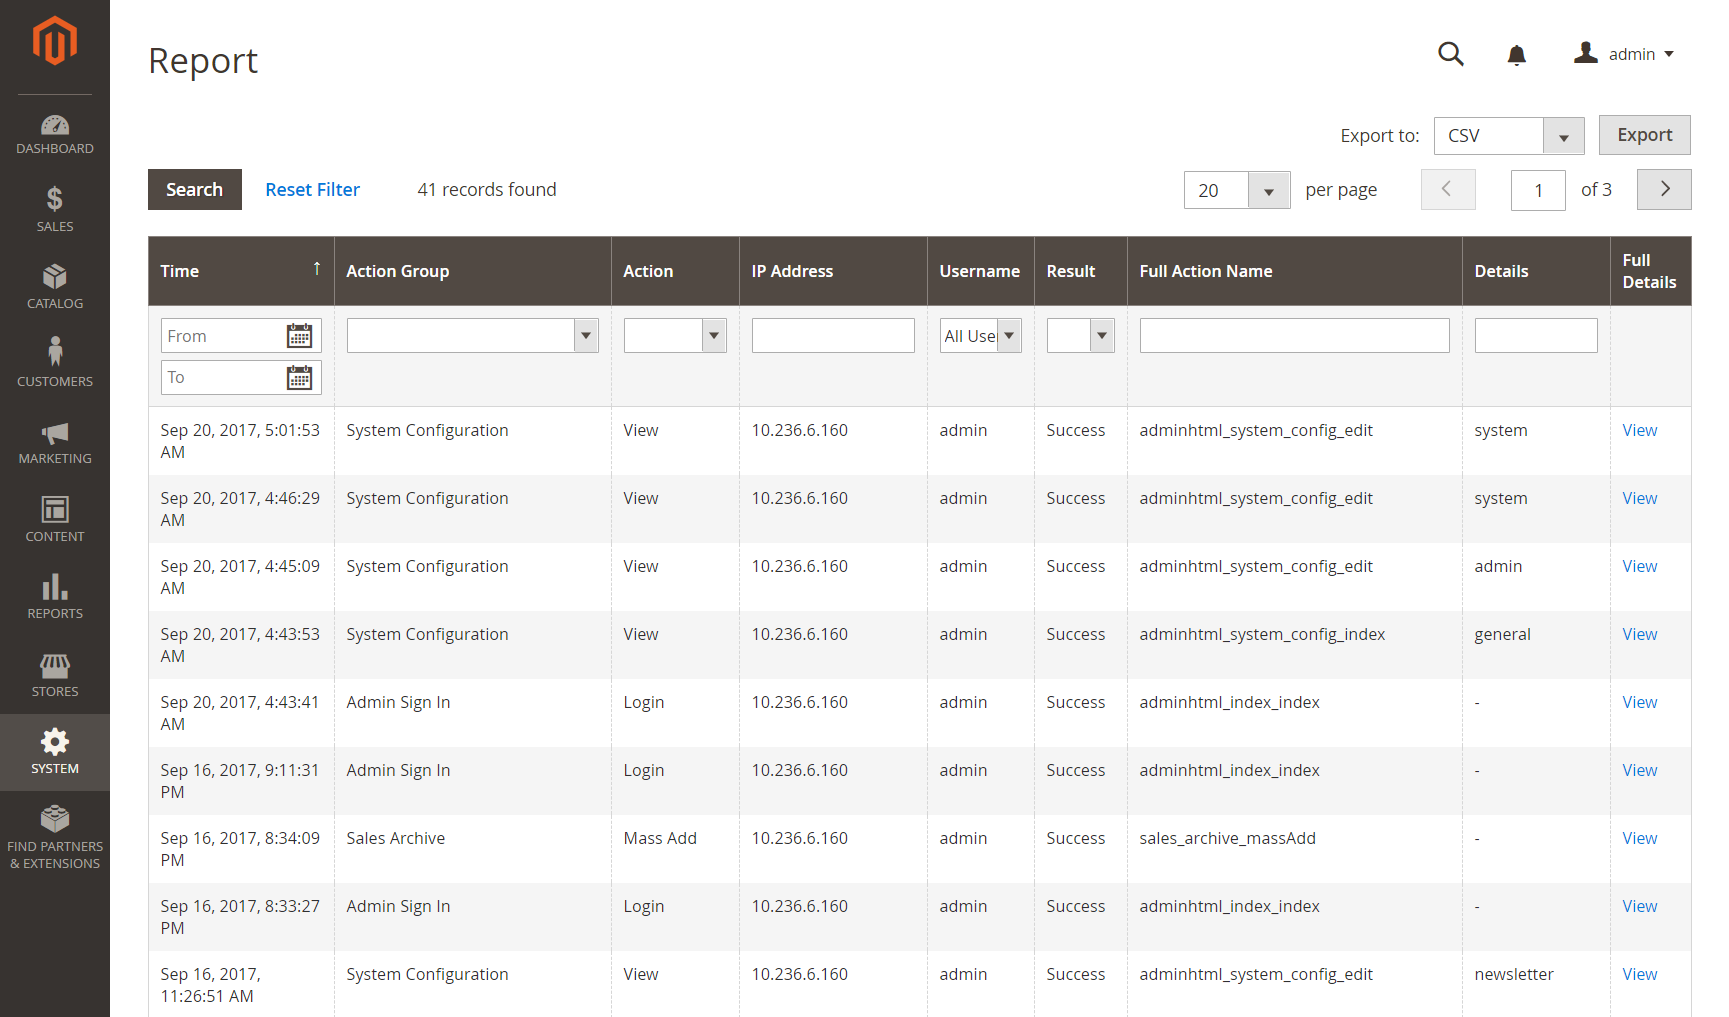 Report
admin
Export to: CSV Export
Search Reset Filter 41 records found 20 per page 1 of 3
DASHBOARD
SALES
CATALOG
CUSTOMERS
MARKETING
CONTENT
REPORTS
STORES
SYSTEM
FIND PARTNERS
& EXTENSIONS
Time ↑ Action Group Action IP Address Username Result Full Action Name Details Full
Details
From All Use
To
Sep 20, 2017, 5:01:53 System Configuration View 10.236.6.160 admin Success adminhtml_system_config_edit system View
AM
Sep 20, 2017, 4:46:29 System Configuration View 10.236.6.160 admin Success adminhtml_system_config_edit system View
AM
Sep 20, 2017, 4:45:09 System Configuration View 10.236.6.160 admin Success adminhtml_system_config_edit admin View
AM
Sep 20, 2017, 4:43:53 System Configuration View 10.236.6.160 admin Success adminhtml_system_config_index general View
AM
Sep 20, 2017, 4:43:41 Admin Sign In Login 10.236.6.160 admin Success adminhtml_index_index - View
AM
Sep 16, 2017, 9:11:31 Admin Sign In Login 10.236.6.160 admin Success adminhtml_index_index - View
PM
Sep 16, 2017, 8:34:09 Sales Archive Mass Add 10.236.6.160 admin Success sales_archive_massAdd - View
PM
Sep 16, 2017, 8:33:27 Admin Sign In Login 10.236.6.160 admin Success adminhtml_index_index - View
PM
Sep 16, 2017, System Configuration View 10.236.6.160 admin Success adminhtml_system_config_edit newsletter View
11:26:51 AM